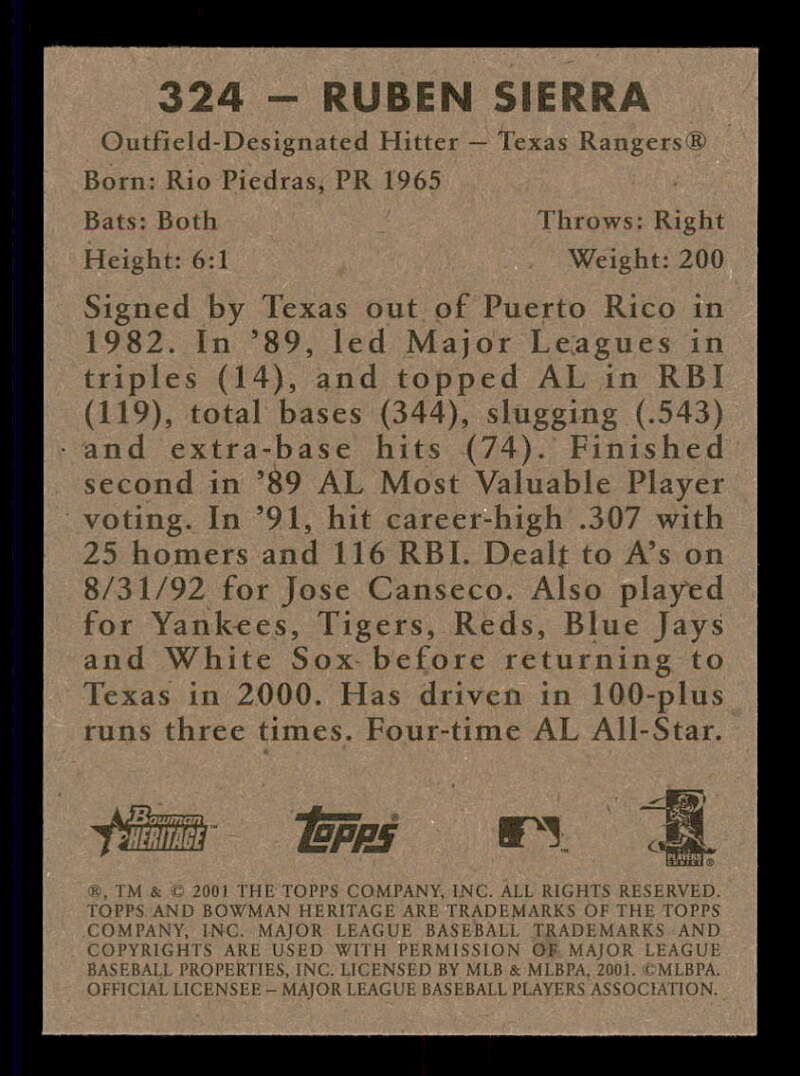 324 – RUBEN SIERRA
Outfield-Designated Hitter – Texas Rangers®
Born: Rio Piedras, PR 1965
Bats: Both Throws: Right
Height: 6:1 Weight: 200
Signed by Texas out of Puerto Rico in
1982. In ’89, led Major Leagues in
triples (14), and topped AL in RBI
(119), total bases (344), slugging (.543)
and extra-base hits (74). Finished
second in ’89 AL Most Valuable Player
voting. In ’91, hit career-high .307 with
25 homers and 116 RBI. Dealt to A’s on
8/31/92 for Jose Canseco. Also played
for Yankees, Tigers, Reds, Blue Jays
and White Sox before returning to
Texas in 2000. Has driven in 100-plus
runs three times. Four-time AL All-Star.
Bowman
HERITAGE™
topps®
™
PLAYERS
CHOICE®
®, TM & © 2001 THE TOPPS COMPANY, INC. ALL RIGHTS RESERVED.
TOPPS AND BOWMAN HERITAGE ARE TRADEMARKS OF THE TOPPS
COMPANY, INC. MAJOR LEAGUE BASEBALL TRADEMARKS AND
COPYRIGHTS ARE USED WITH PERMISSION OF MAJOR LEAGUE
BASEBALL PROPERTIES, INC. LICENSED BY MLB & MLBPA, 2001. ©MLBPA.
OFFICIAL LICENSEE – MAJOR LEAGUE BASEBALL PLAYERS ASSOCIATION.